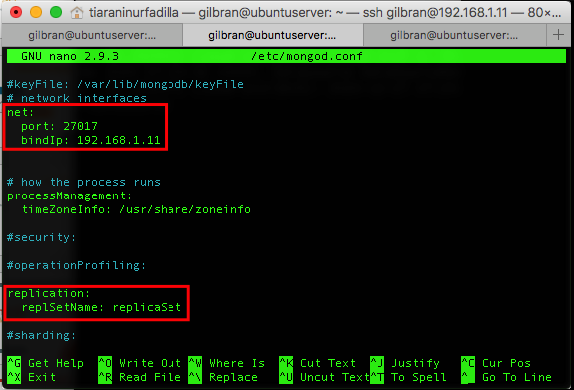 tiaraninurfadilla — gilbran@ubuntuserver: ~ — ssh gilbran@192.168.1.11 — 80×...
gilbran@ubuntuserver:... gilbran@ubuntuserver:... gilbran@ubuntuserver:... +
GNU nano 2.9.3 /etc/mongod.conf
#keyFile: /var/lib/mongodb/keyFile
# network interfaces
net:
port: 27017
bindIp: 192.168.1.11
# how the process runs
processManagement:
timeZoneInfo: /usr/share/zoneinfo
#security:
#operationProfiling:
replication:
replSetName: replicaSet
#sharding:
^G Get Help ^O Write Out ^W Where Is ^K Cut Text ^J Justify ^C Cur Pos
^X Exit ^R Read File ^\ Replace ^U Uncut Text ^T To Spell ^_ Go To Line